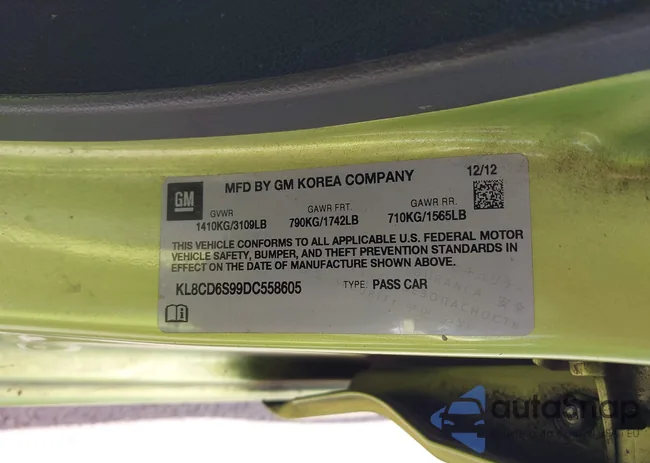 GM
MFD BY GM KOREA COMPANY
12/12
GVWR GAWR FRT. GAWR RR.
1410KG/3109LB 790KG/1742LB 710KG/1565LB
THIS VEHICLE CONFORMS TO ALL APPLICABLE U.S. FEDERAL MOTOR
VEHICLE SAFETY, BUMPER, AND THEFT PREVENTION STANDARDS IN
EFFECT ON THE DATE OF MANUFACTURE SHOWN ABOVE.
KL8CD6S99DC558605 TYPE: PASS CAR
autoSnap